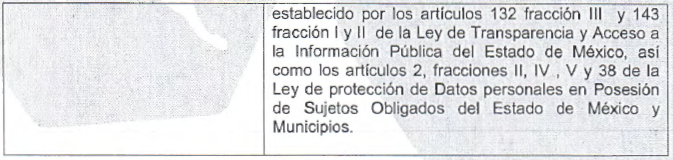 establecido por los artículos 132 fracción III y 143
fracción I y II de la Ley de Transparencia y Acceso a
la Información Pública del Estado de México, así
como los artículos 2, fracciones II, IV , V y 38 de la
Ley de protección de Datos personales en Posesión
de Sujetos Obligados del Estado de México y
Municipios.